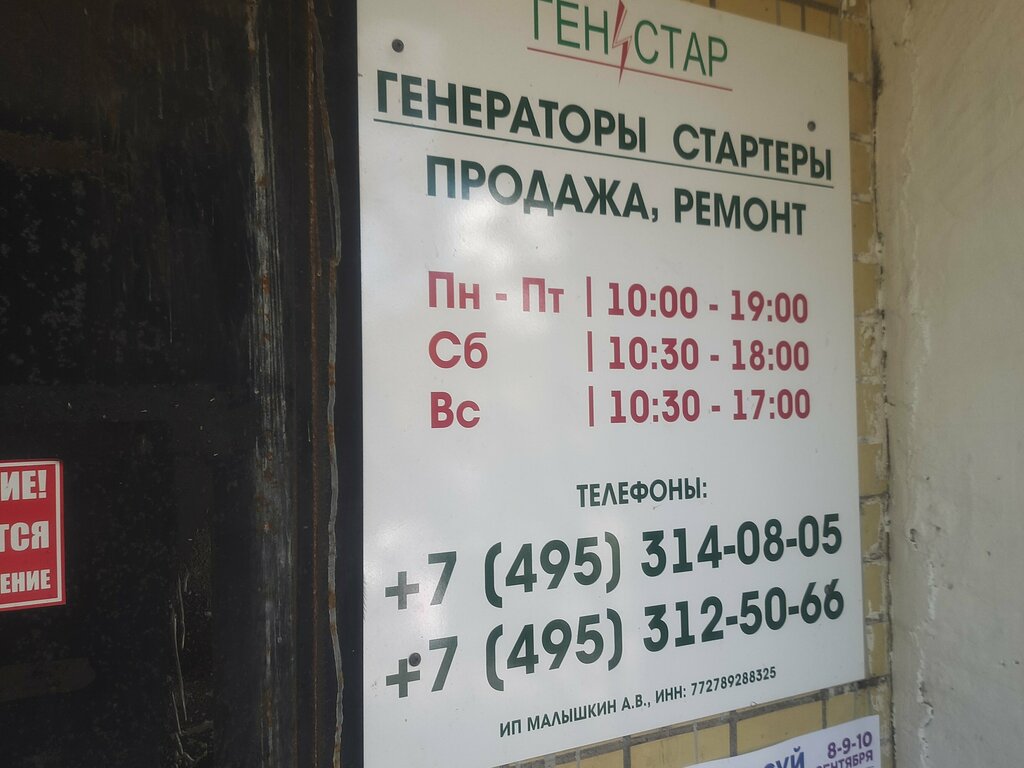 ГЕН СТАР
ГЕНЕРАТОРЫ СТАРТЕРЫ
ПРОДАЖА, РЕМОНТ
Пн - Пт | 10:00 - 19:00
Сб | 10:30 - 18:00
Вс | 10:30 - 17:00
ТЕЛЕФОНЫ:
+7 (495) 314-08-05
+7 (495) 312-50-66
ИП МАЛЫШКИН А.В., ИНН: 772789288325
ИЕ!
ТСЯ
ЕНИЕ
УЙ
8-9-10
СЕНТЯБРЯ